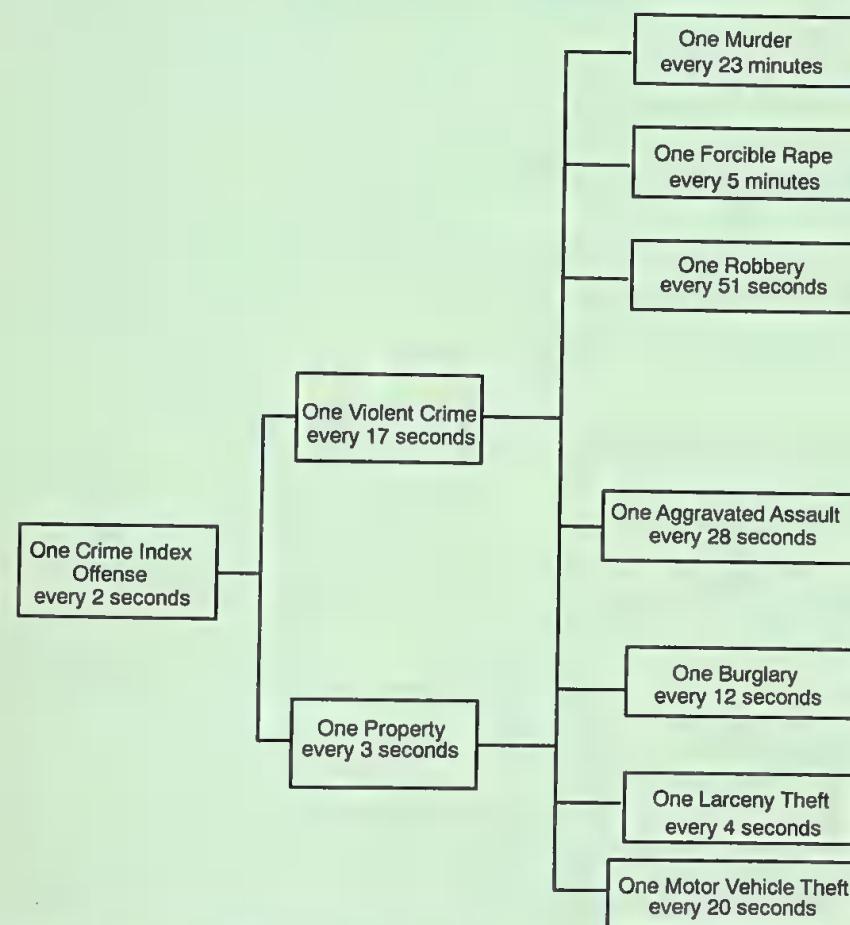 One Murder
every 23 minutes
One Forcible Rape
every 5 minutes
One Robbery
every 51 seconds
One Violent Crime
every 17 seconds
One Aggravated Assault
every 28 seconds
One Crime Index
Offense
every 2 seconds
One Burglary
every 12 seconds
One Property
every 3 seconds
One Larceny Theft
every 4 seconds
One Motor Vehicle Theft
every 20 seconds